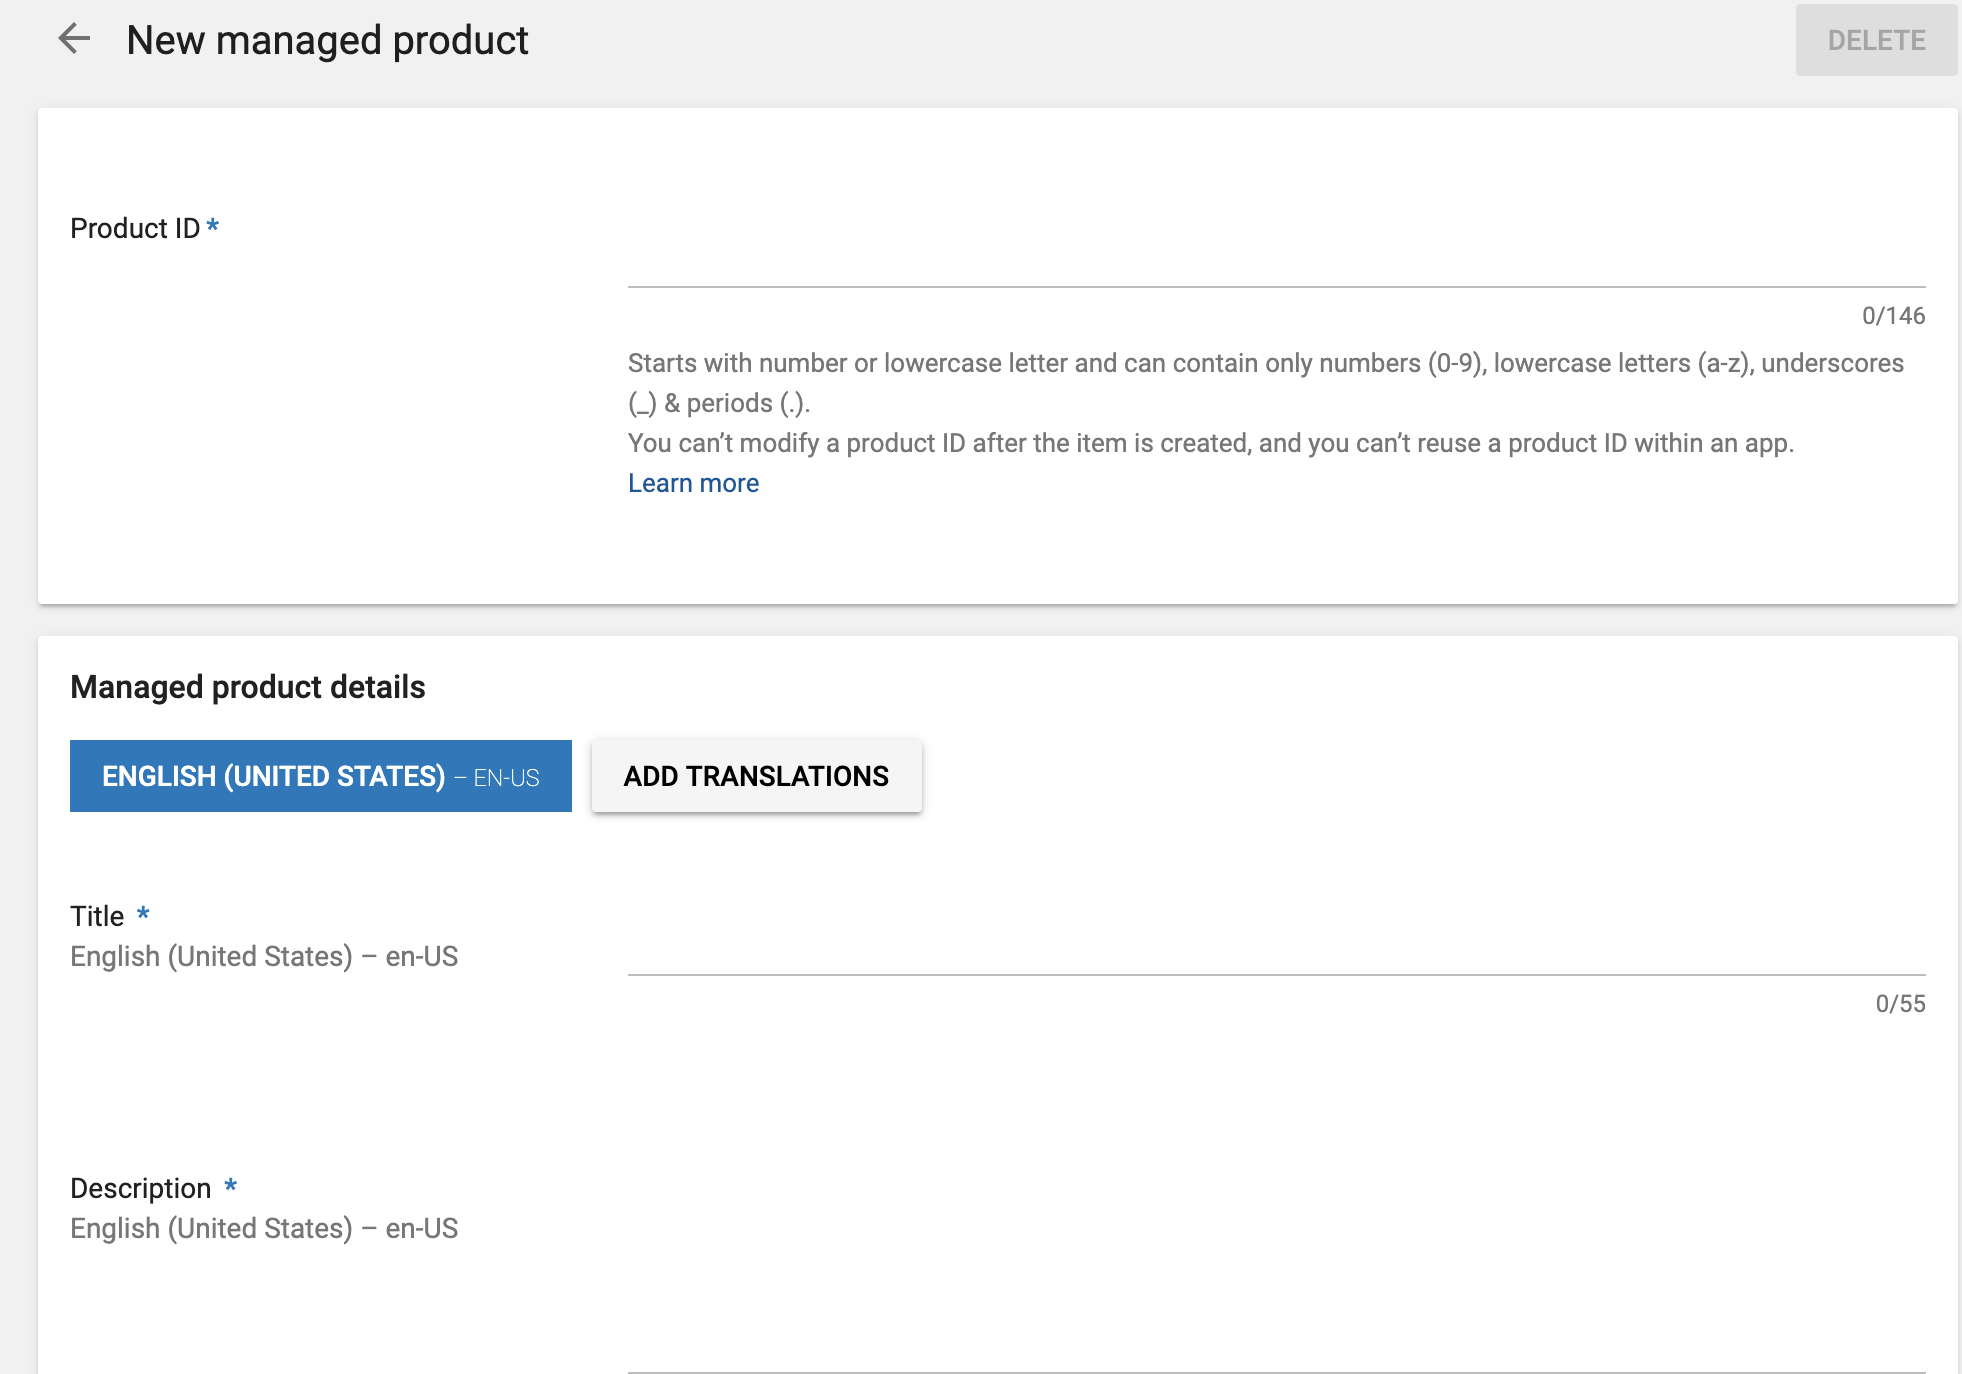 New managed product
DELETE
Product ID *
0/146
Starts with number or lowercase letter and can contain only numbers (0-9), lowercase letters (a-z), underscores
(_) & periods (.).
You can’t modify a product ID after the item is created, and you can’t reuse a product ID within an app.
Learn more
Managed product details
ENGLISH (UNITED STATES) – EN-US
ADD TRANSLATIONS
Title *
English (United States) – en-US
0/55
Description *
English (United States) – en-US